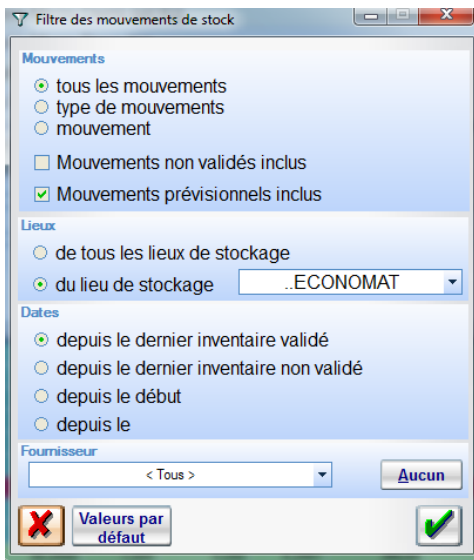 Filtre des mouvements de stock
Mouvements
tous les mouvements
type de mouvements
mouvement
Mouvements non validés inclus
Mouvements prévisionnels inclus
Lieux
de tous les lieux de stockage
du lieu de stockage ..ECONOMAT
Dates
depuis le dernier inventaire validé
depuis le dernier inventaire non validé
depuis le début
depuis le
Fournisseur
< Tous > Aucun
Valeurs par
défaut